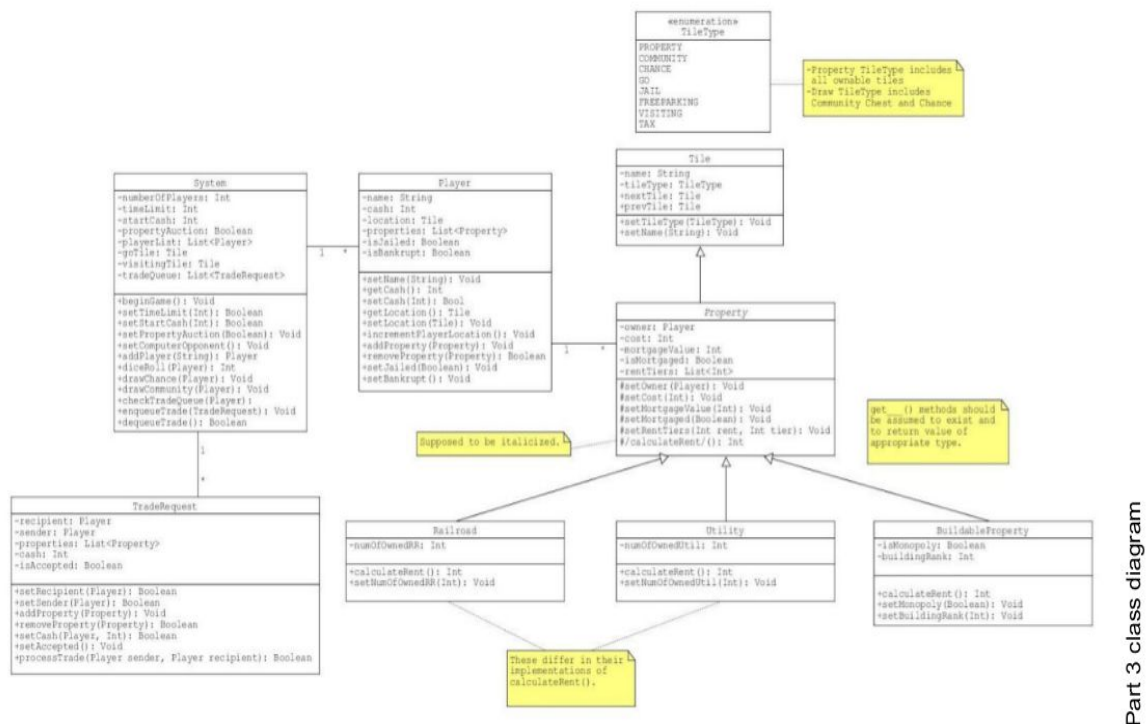 «enumeration»
TileType
PROPERTY
COMMUNITY
CHANCE
GO
JAIL
FREEPARKING
VISITING
TAX
-Property TileType includes
all ownable tiles
-Draw TileType includes
Community Chest and Chance
Tile
-name: String
-tileType: TileType
+nextTile: Tile
+prevTile: Tile
+setTileType(TileType): Void
+setName(String): Void
System
-numberOfPlayers: Int
-timeLimit: Int
-startCash: Int
-propertyAuction: Boolean
-playerList: List<Player>
-goTile: Tile
-visitingTile: Tile
-tradeQueue: List<TradeRequest>
+beginGame(): Void
+setTimeLimit(Int): Boolean
+setStartCash(Int): Boolean
+setPropertyAuction(Boolean): Void
+setComputerOpponent(): Void
+addPlayer(String): Player
+diceRoll(Player): Int
+drawChance(Player): Void
+drawCommunity(Player): Void
+checkTradeQueue(Player):
+enqueueTrade(TradeRequest): Void
+dequeueTrade(): Boolean
1 *
Player
-name: String
-cash: Int
-location: Tile
-properties: List<Property>
-isJailed: Boolean
-isBankrupt: Boolean
+setName(String): Void
+getCash(): Int
+setCash(Int): Bool
+getLocation(): Tile
+setLocation(Tile): Void
+incrementPlayerLocation(): Void
+addProperty(Property): Void
+removeProperty(Property): Boolean
+setJailed(Boolean): Void
+setBankrupt(): Void
1 *
Property
-owner: Player
-cost: Int
-mortgageValue: Int
-isMortgaged: Boolean
-rentTiers: List<Int>
#setOwner(Player): Void
#setCost(Int): Void
#setMortgageValue(Int): Void
#setMortgaged(Boolean): Void
#setRentTiers(Int rent, Int tier): Void
#/calculateRent/(): Int
Supposed to be italicized.
get___() methods should
be assumed to exist and
to return value of
appropriate type.
1
*
TradeRequest
-recipient: Player
-sender: Player
-properties: List<Property>
-cash: Int
-isAccepted: Boolean
+setRecipient(Player): Boolean
+setSender(Player): Boolean
+addProperty(Property): Void
+removeProperty(Property): Boolean
+setCash(Player, Int): Boolean
+setAccepted(): Void
+processTrade(Player sender, Player recipient): Boolean
Railroad
-numOfOwnedRR: Int
+calculateRent(): Int
+setNumOfOwnedRR(Int): Void
Utility
-numOfOwnedUtil: Int
+calculateRent(): Int
+setNumOfOwnedUtil(Int): Void
BuildableProperty
-isMonopoly: Boolean
-buildingRank: Int
+calculateRent(): Int
+setMonopoly(Boolean): Void
+setBuildingRank(Int): Void
These differ in their
implementations of
calculateRent().
Part 3 class diagram